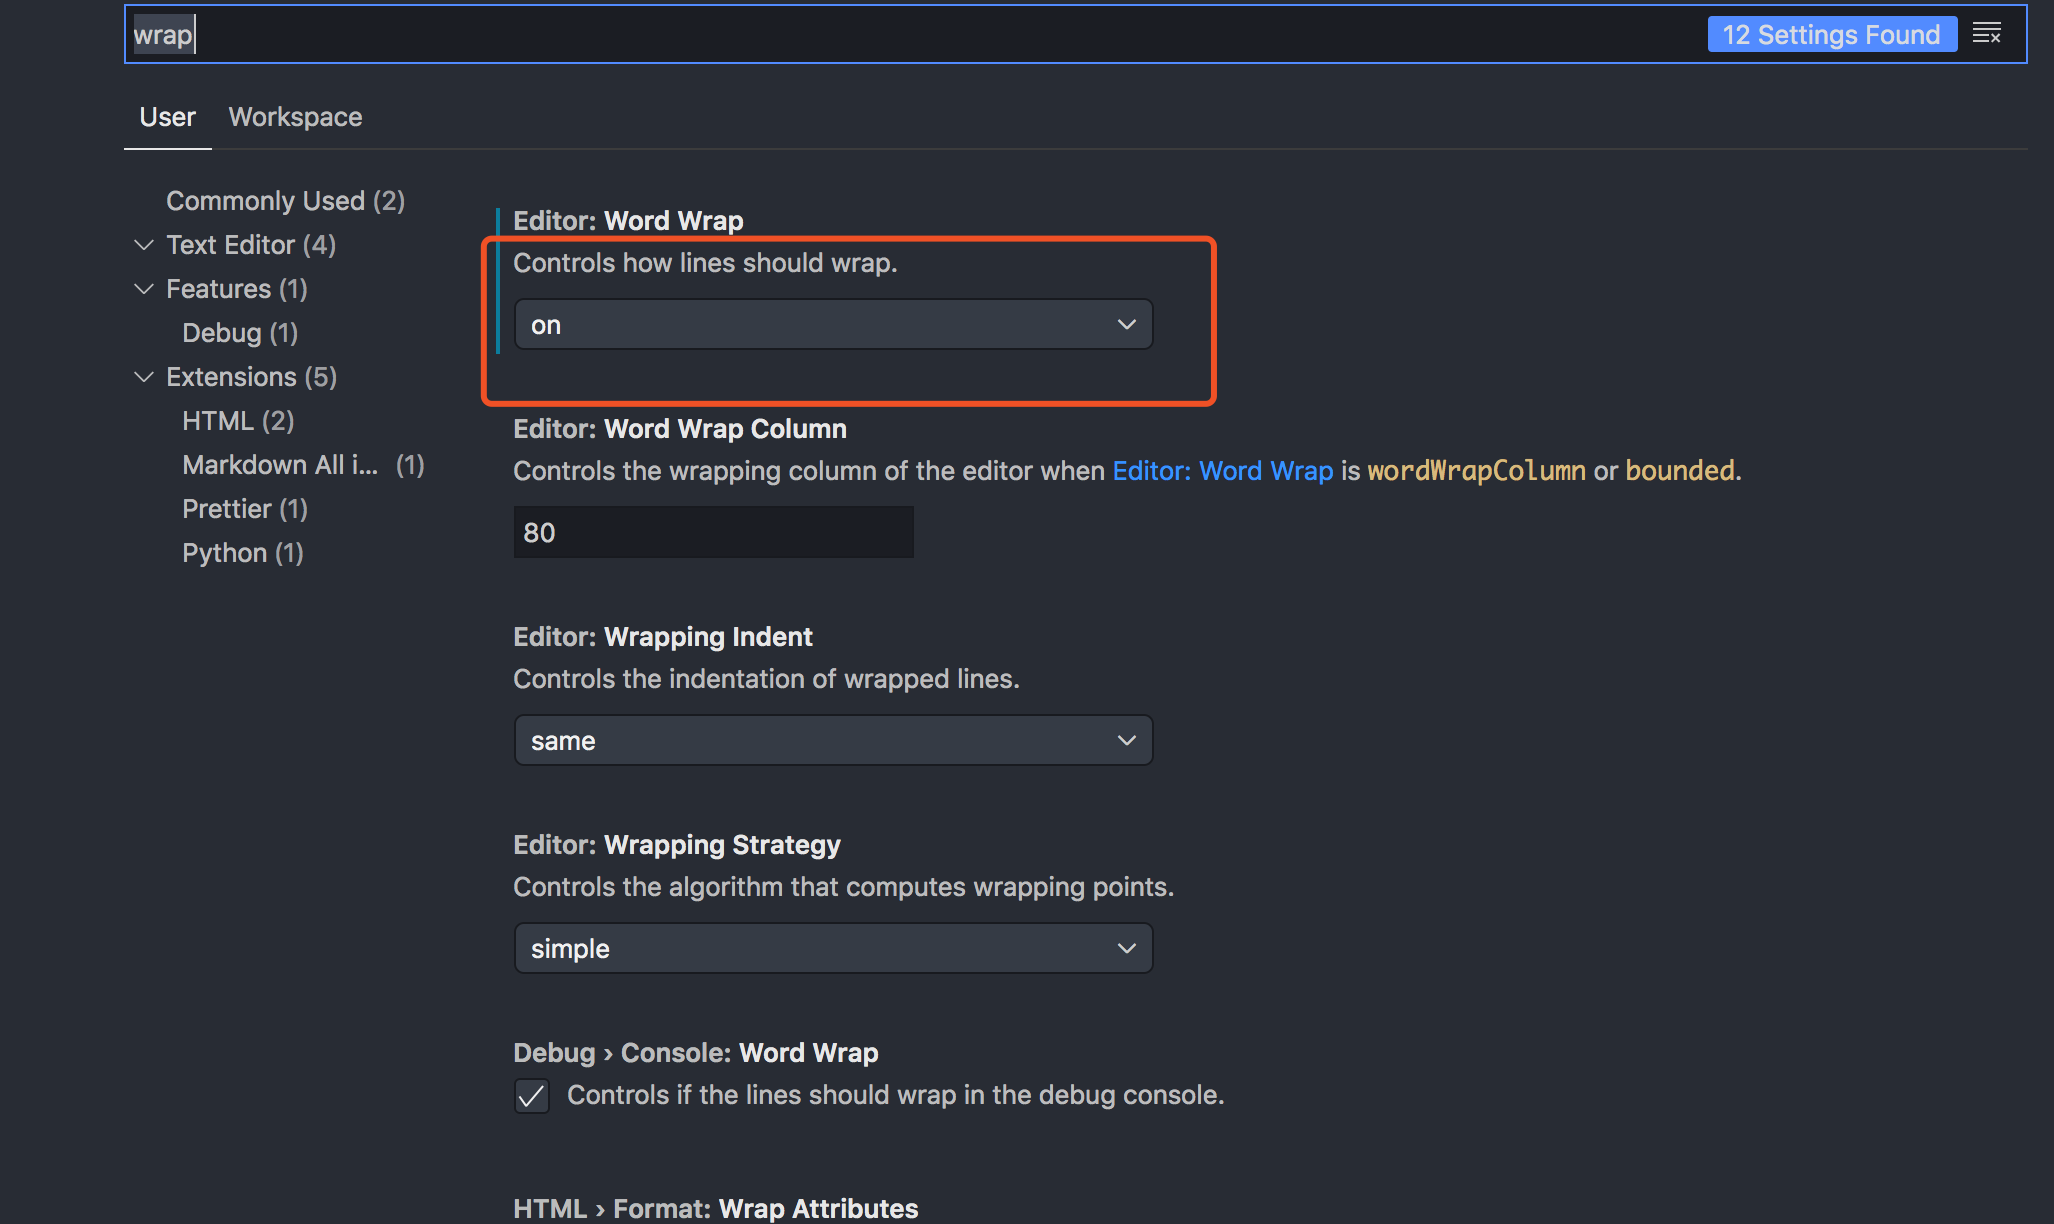 wrap
12 Settings Found
User Workspace
Commonly Used (2)
Text Editor (4)
Features (1)
Debug (1)
Extensions (5)
HTML (2)
Markdown All i... (1)
Prettier (1)
Python (1)
Editor: Word Wrap
Controls how lines should wrap.
on
Editor: Word Wrap Column
Controls the wrapping column of the editor when Editor: Word Wrap is wordWrapColumn or bounded.
80
Editor: Wrapping Indent
Controls the indentation of wrapped lines.
same
Editor: Wrapping Strategy
Controls the algorithm that computes wrapping points.
simple
Debug › Console: Word Wrap
Controls if the lines should wrap in the debug console.
HTML › Format: Wrap Attributes